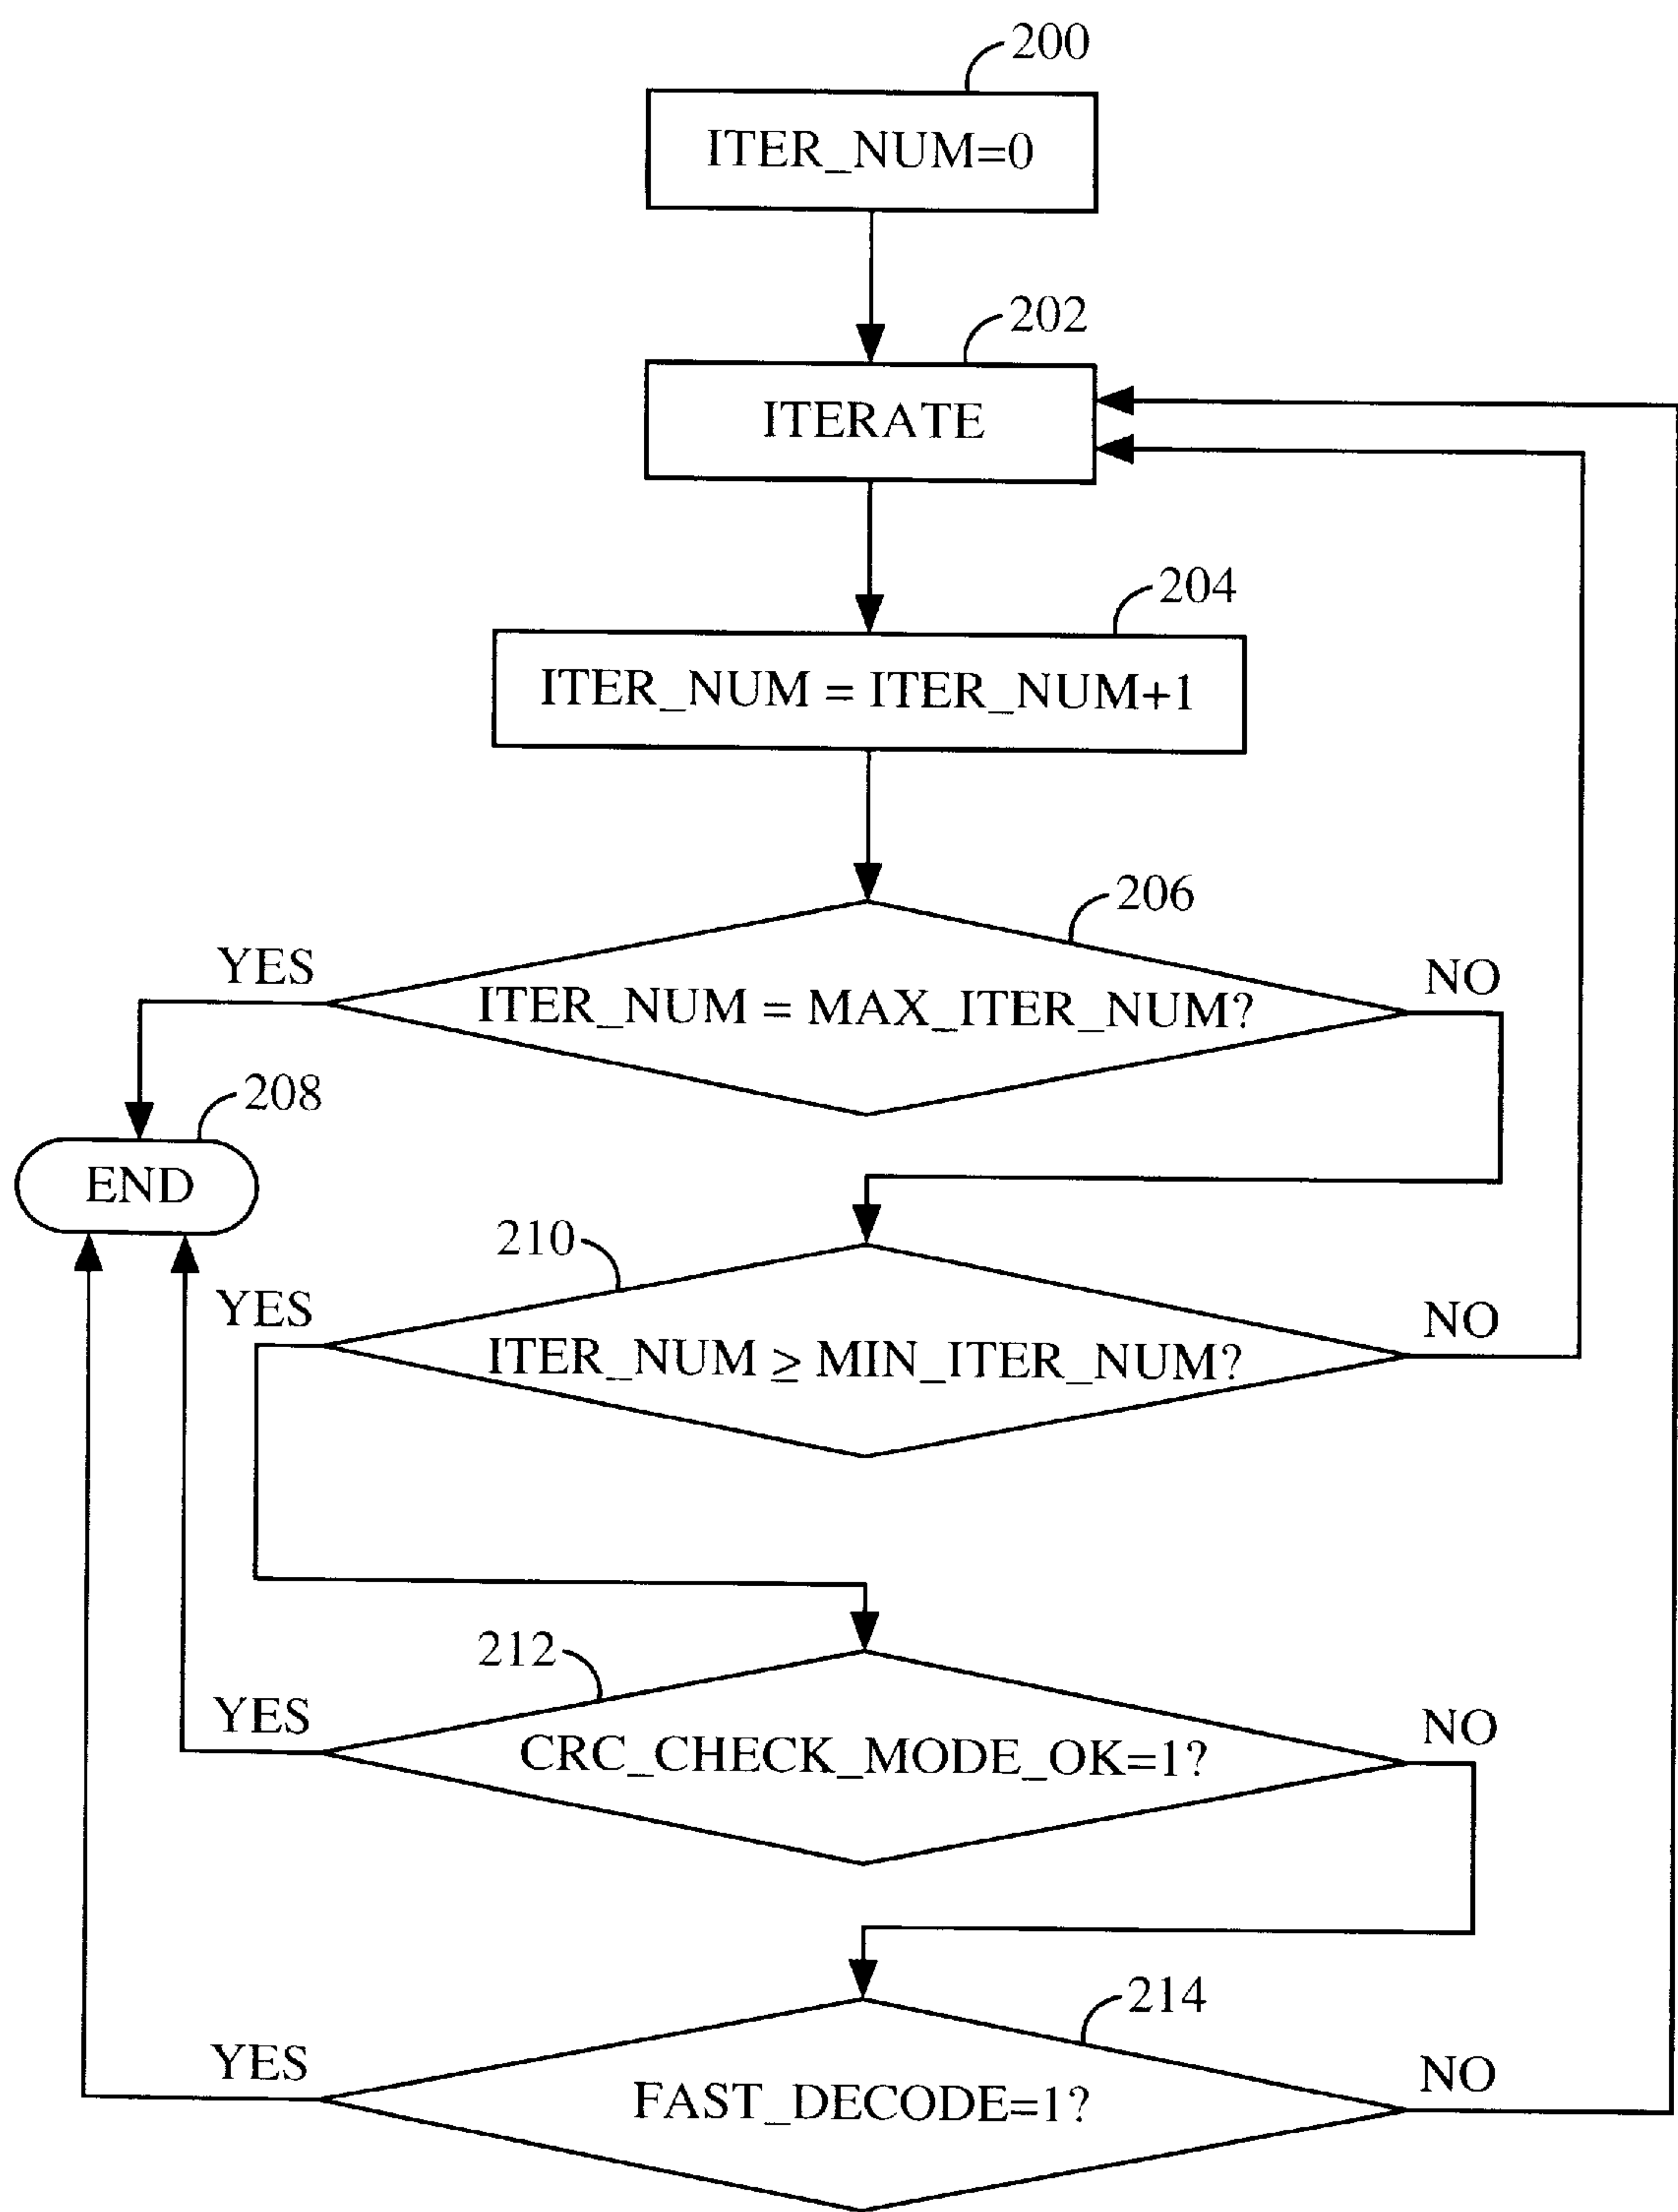 200
ITER_NUM=0
202
ITERATE
204
ITER_NUM = ITER_NUM+1
206
YES
NO
ITER_NUM = MAX_ITER_NUM?
208
END
210
YES
NO
ITER_NUM ≥ MIN_ITER_NUM?
212
YES
NO
CRC_CHECK_MODE_OK=1?
214
YES
NO
FAST_DECODE=1?